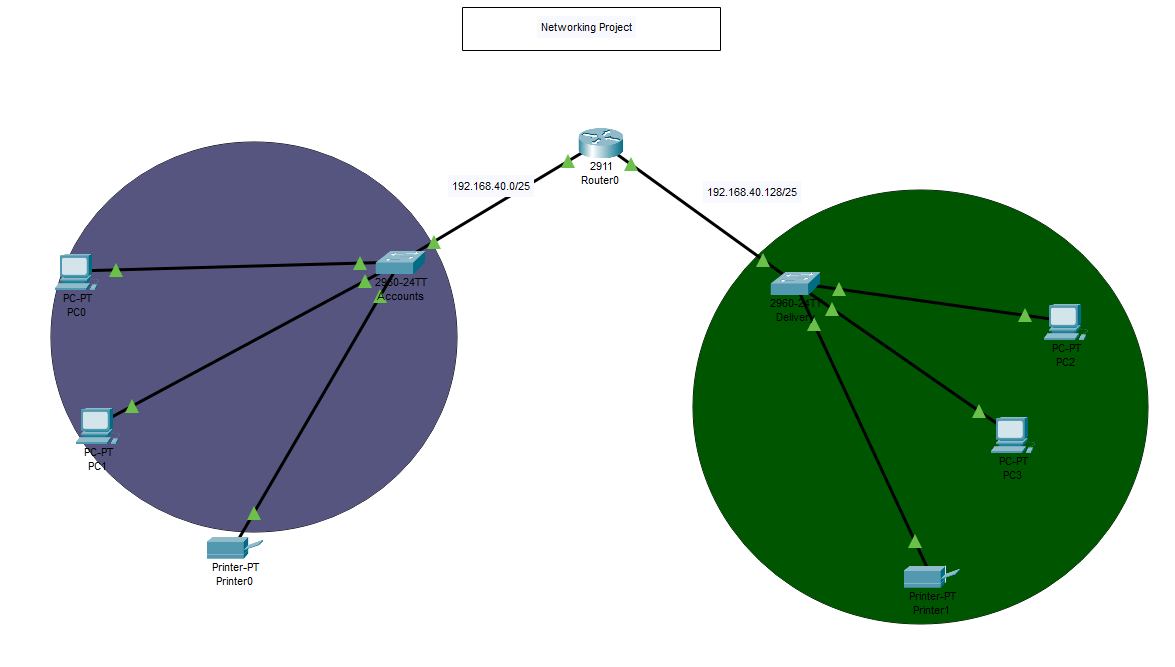 Networking Project
2911
Router0
192.168.40.0/25
192.168.40.128/25
2960-24TT
Accounts
PC-PT
PC0
PC-PT
PC1
Printer-PT
Printer0
2960-24TT
Delivery
PC-PT
PC2
PC-PT
PC3
Printer-PT
Printer1